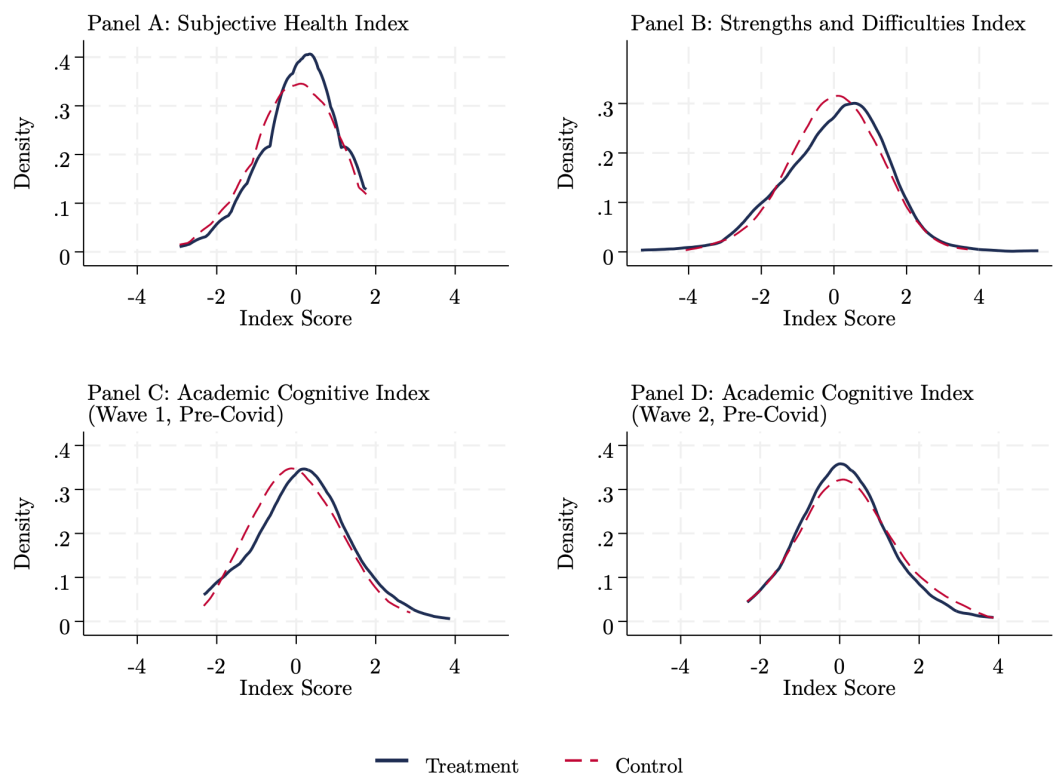 Panel A: Subjective Health Index
.4
.3
.2
.1
0
Density
-4 -2 0 2 4
Index Score
Panel B: Strengths and Difficulties Index
.3
.2
.1
0
Density
-4 -2 0 2 4
Index Score
Panel C: Academic Cognitive Index
(Wave 1, Pre-Covid)
.4
.3
.2
.1
0
Density
-4 -2 0 2 4
Index Score
Panel D: Academic Cognitive Index
(Wave 2, Pre-Covid)
.4
.3
.2
.1
0
Density
-4 -2 0 2 4
Index Score
Treatment Control